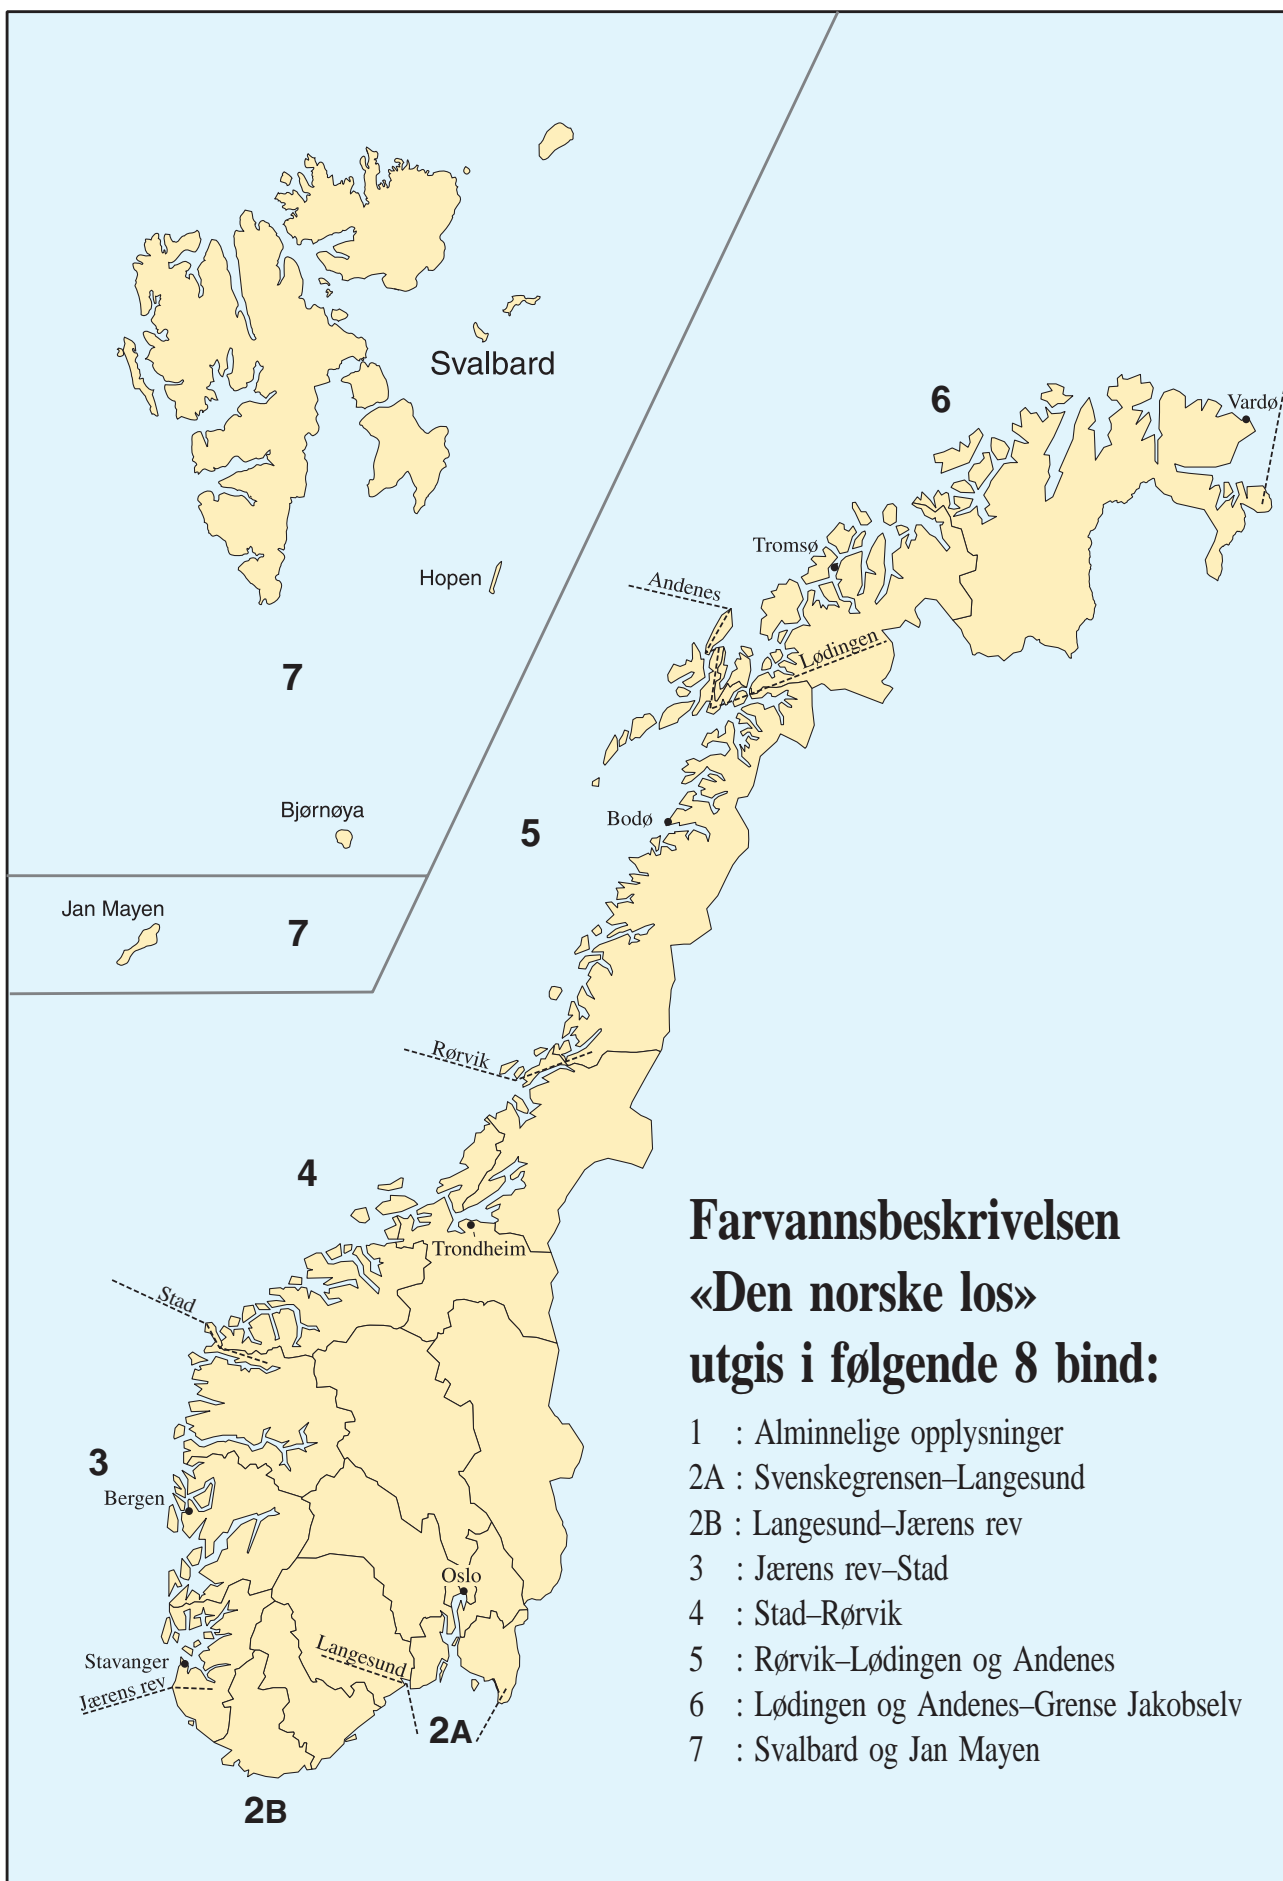 Svalbard
6
Vardø
Tromsø
Hopen
Andenes
Lødingen
7
Bjørnøya
5
Bodø
Jan Mayen
7
Rørvik
4
Trondheim
Stad
3
Bergen
Oslo
Stavanger
Langesund
Jærens rev
2A
2B
Farvannsbeskrivelsen
«Den norske los»
utgis i følgende 8 bind:
1 : Alminnelige opplysninger
2A : Svenskegrensen–Langesund
2B : Langesund–Jærens rev
3 : Jærens rev–Stad
4 : Stad–Rørvik
5 : Rørvik–Lødingen og Andenes
6 : Lødingen og Andenes–Grense Jakobselv
7 : Svalbard og Jan Mayen